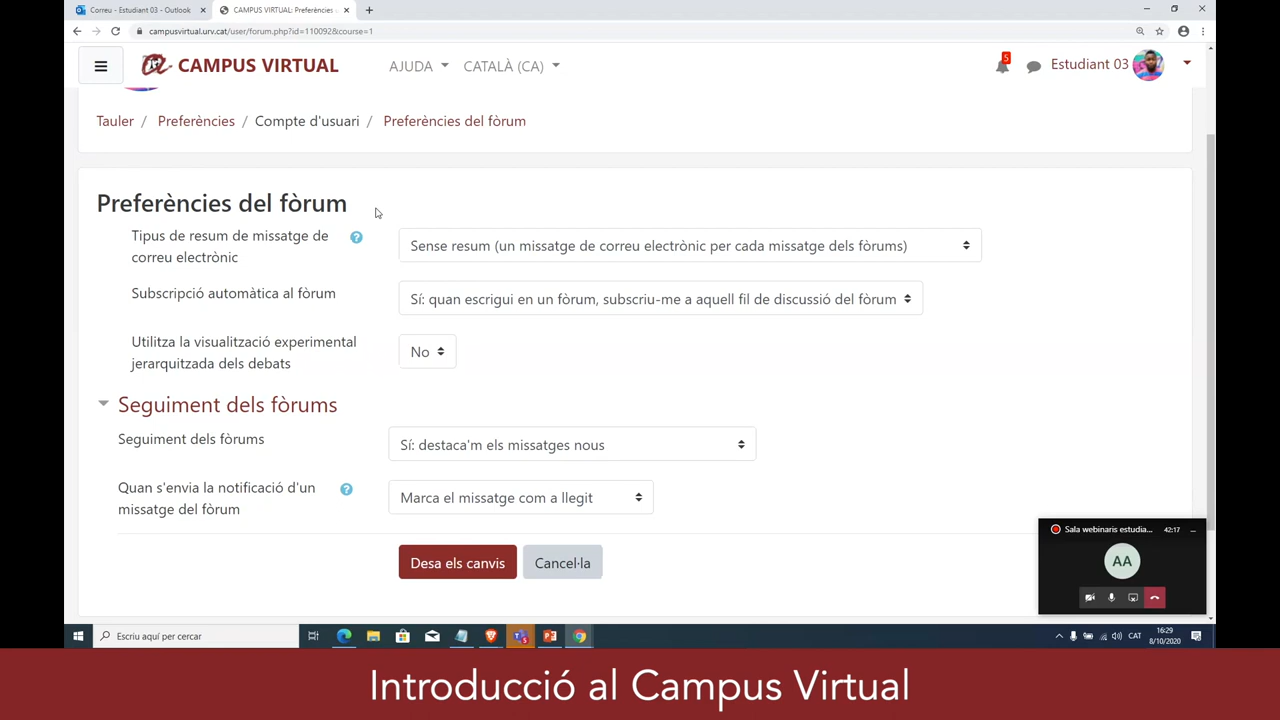 Correu - Estudiant 03 - Outlook
CAMPUS VIRTUAL: Preferències
campusvirtual.urv.cat/user/forum.php?id=110092&course=1
CAMPUS VIRTUAL
AJUDA
CATALÀ (CA)
5
Estudiant 03
Tauler / Preferències / Compte d'usuari / Preferències del fòrum
Preferències del fòrum
Tipus de resum de missatge de
correu electrònic
Sense resum (un missatge de correu electrònic per cada missatge dels fòrums)
Subscripció automàtica al fòrum
Sí: quan escrigui en un fòrum, subscriu-me a aquell fil de discussió del fòrum
Utilitza la visualització experimental
jerarquitzada dels debats
No
Seguiment dels fòrums
Seguiment dels fòrums
Sí: destaca'm els missatges nous
Quan s'envia la notificació d'un
missatge del fòrum
Marca el missatge com a llegit
Desa els canvis
Cancel·la
Sala webinaris estudia...
42:17
AA
Escriu aquí per cercar
CAT
16:29
8/10/2020
Introducció al Campus Virtual